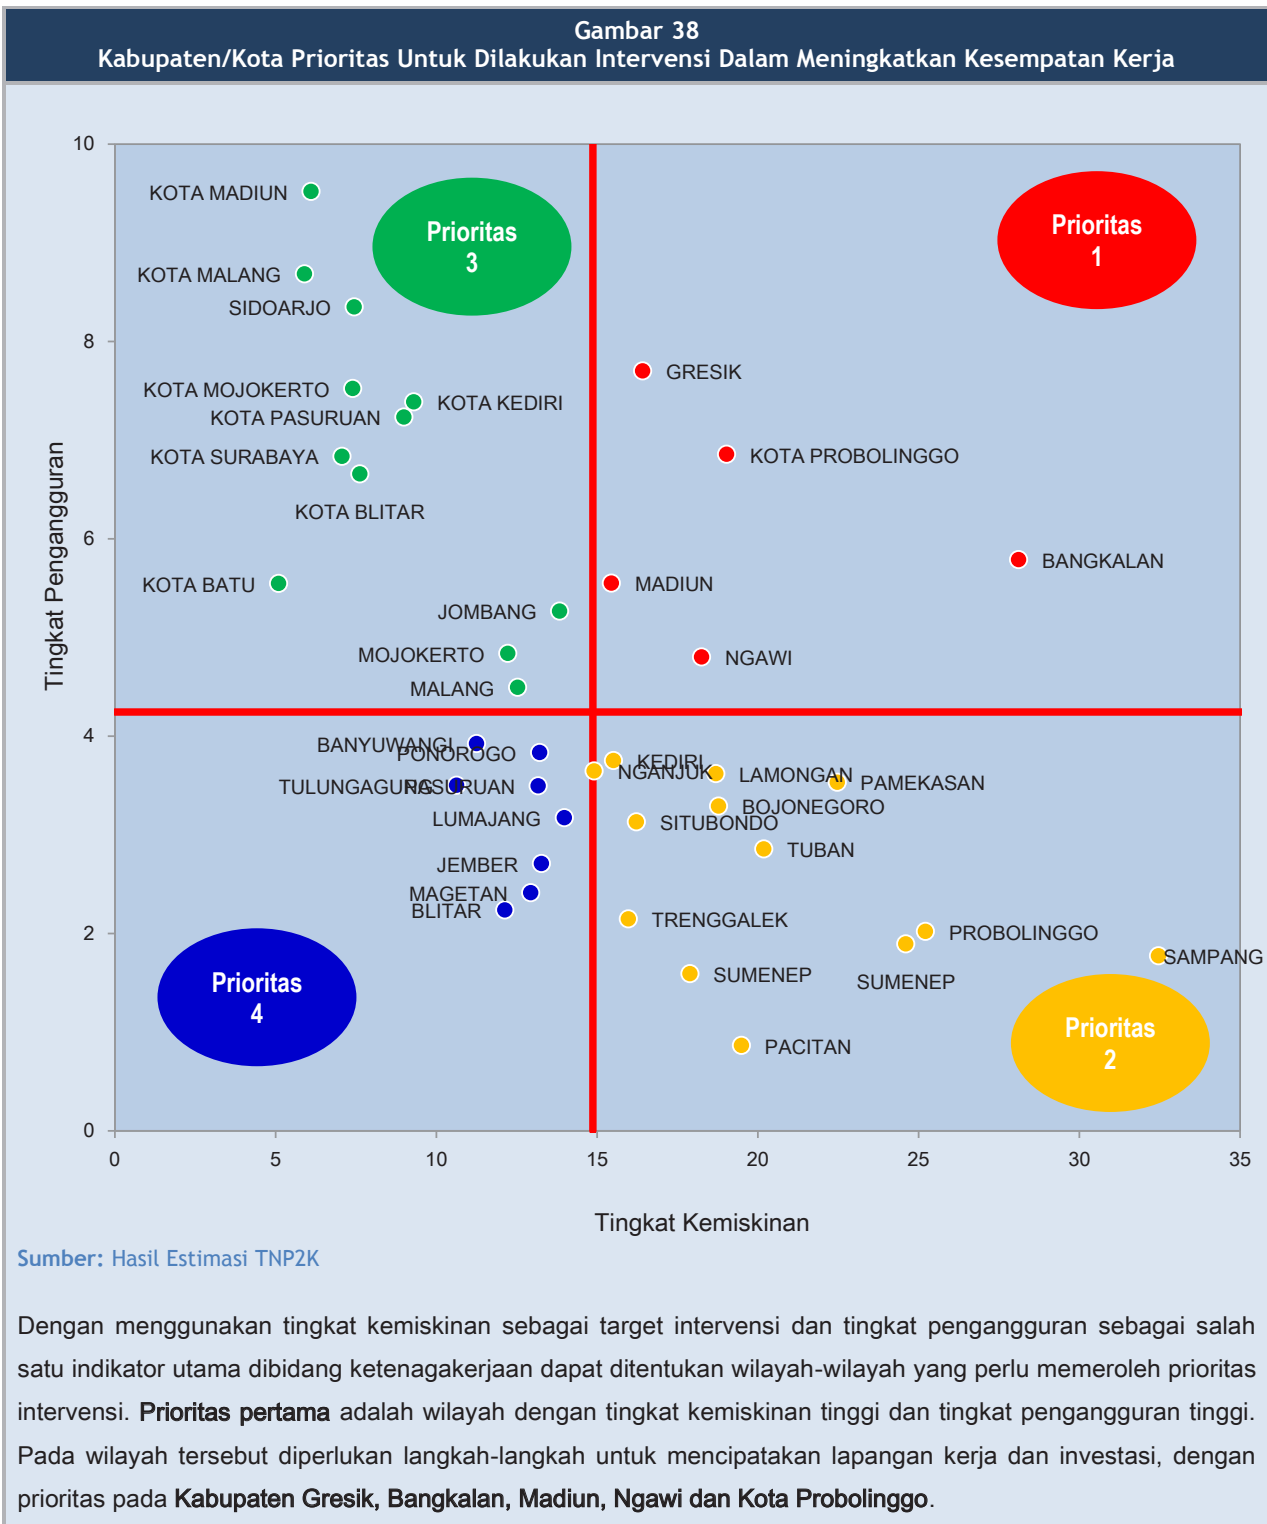 Gambar 38
Kabupaten/Kota Prioritas Untuk Dilakukan Intervensi Dalam Meningkatkan Kesempatan Kerja
10
KOTA MADIUN
Prioritas
3
Prioritas
1
KOTA MALANG
SIDOARJO
8
GRESIK
KOTA MOJOKERTO
KOTA KEDIRI
KOTA PASURUAN
KOTA SURABAYA
KOTA PROBOLINGGO
KOTA BLITAR
6
BANGKALAN
KOTA BATU
MADIUN
JOMBANG
MOJOKERTO
NGAWI
MALANG
Tingkat Pengangguran
4
BANYUWANGI
PONOROGO
KEDIRI
NGANJUK
LAMONGAN
PAMEKASAN
TULUNGAGUNG
PASURUAN
BOJONEGORO
LUMAJANG
SITUBONDO
TUBAN
JEMBER
MAGETAN
BLITAR
2
TRENGGALEK
PROBOLINGGO
SAMPANG
SUMENEP
SUMENEP
Prioritas
4
Prioritas
2
PACITAN
0
0
5
10
15
20
25
30
35
Tingkat Kemiskinan
Sumber: Hasil Estimasi TNP2K
Dengan menggunakan tingkat kemiskinan sebagai target intervensi dan tingkat pengangguran sebagai salah
satu indikator utama dibidang ketenagakerjaan dapat ditentukan wilayah-wilayah yang perlu memeroleh prioritas
intervensi. Prioritas pertama adalah wilayah dengan tingkat kemiskinan tinggi dan tingkat pengangguran tinggi.
Pada wilayah tersebut diperlukan langkah-langkah untuk mencipatakan lapangan kerja dan investasi, dengan
prioritas pada Kabupaten Gresik, Bangkalan, Madiun, Ngawi dan Kota Probolinggo.